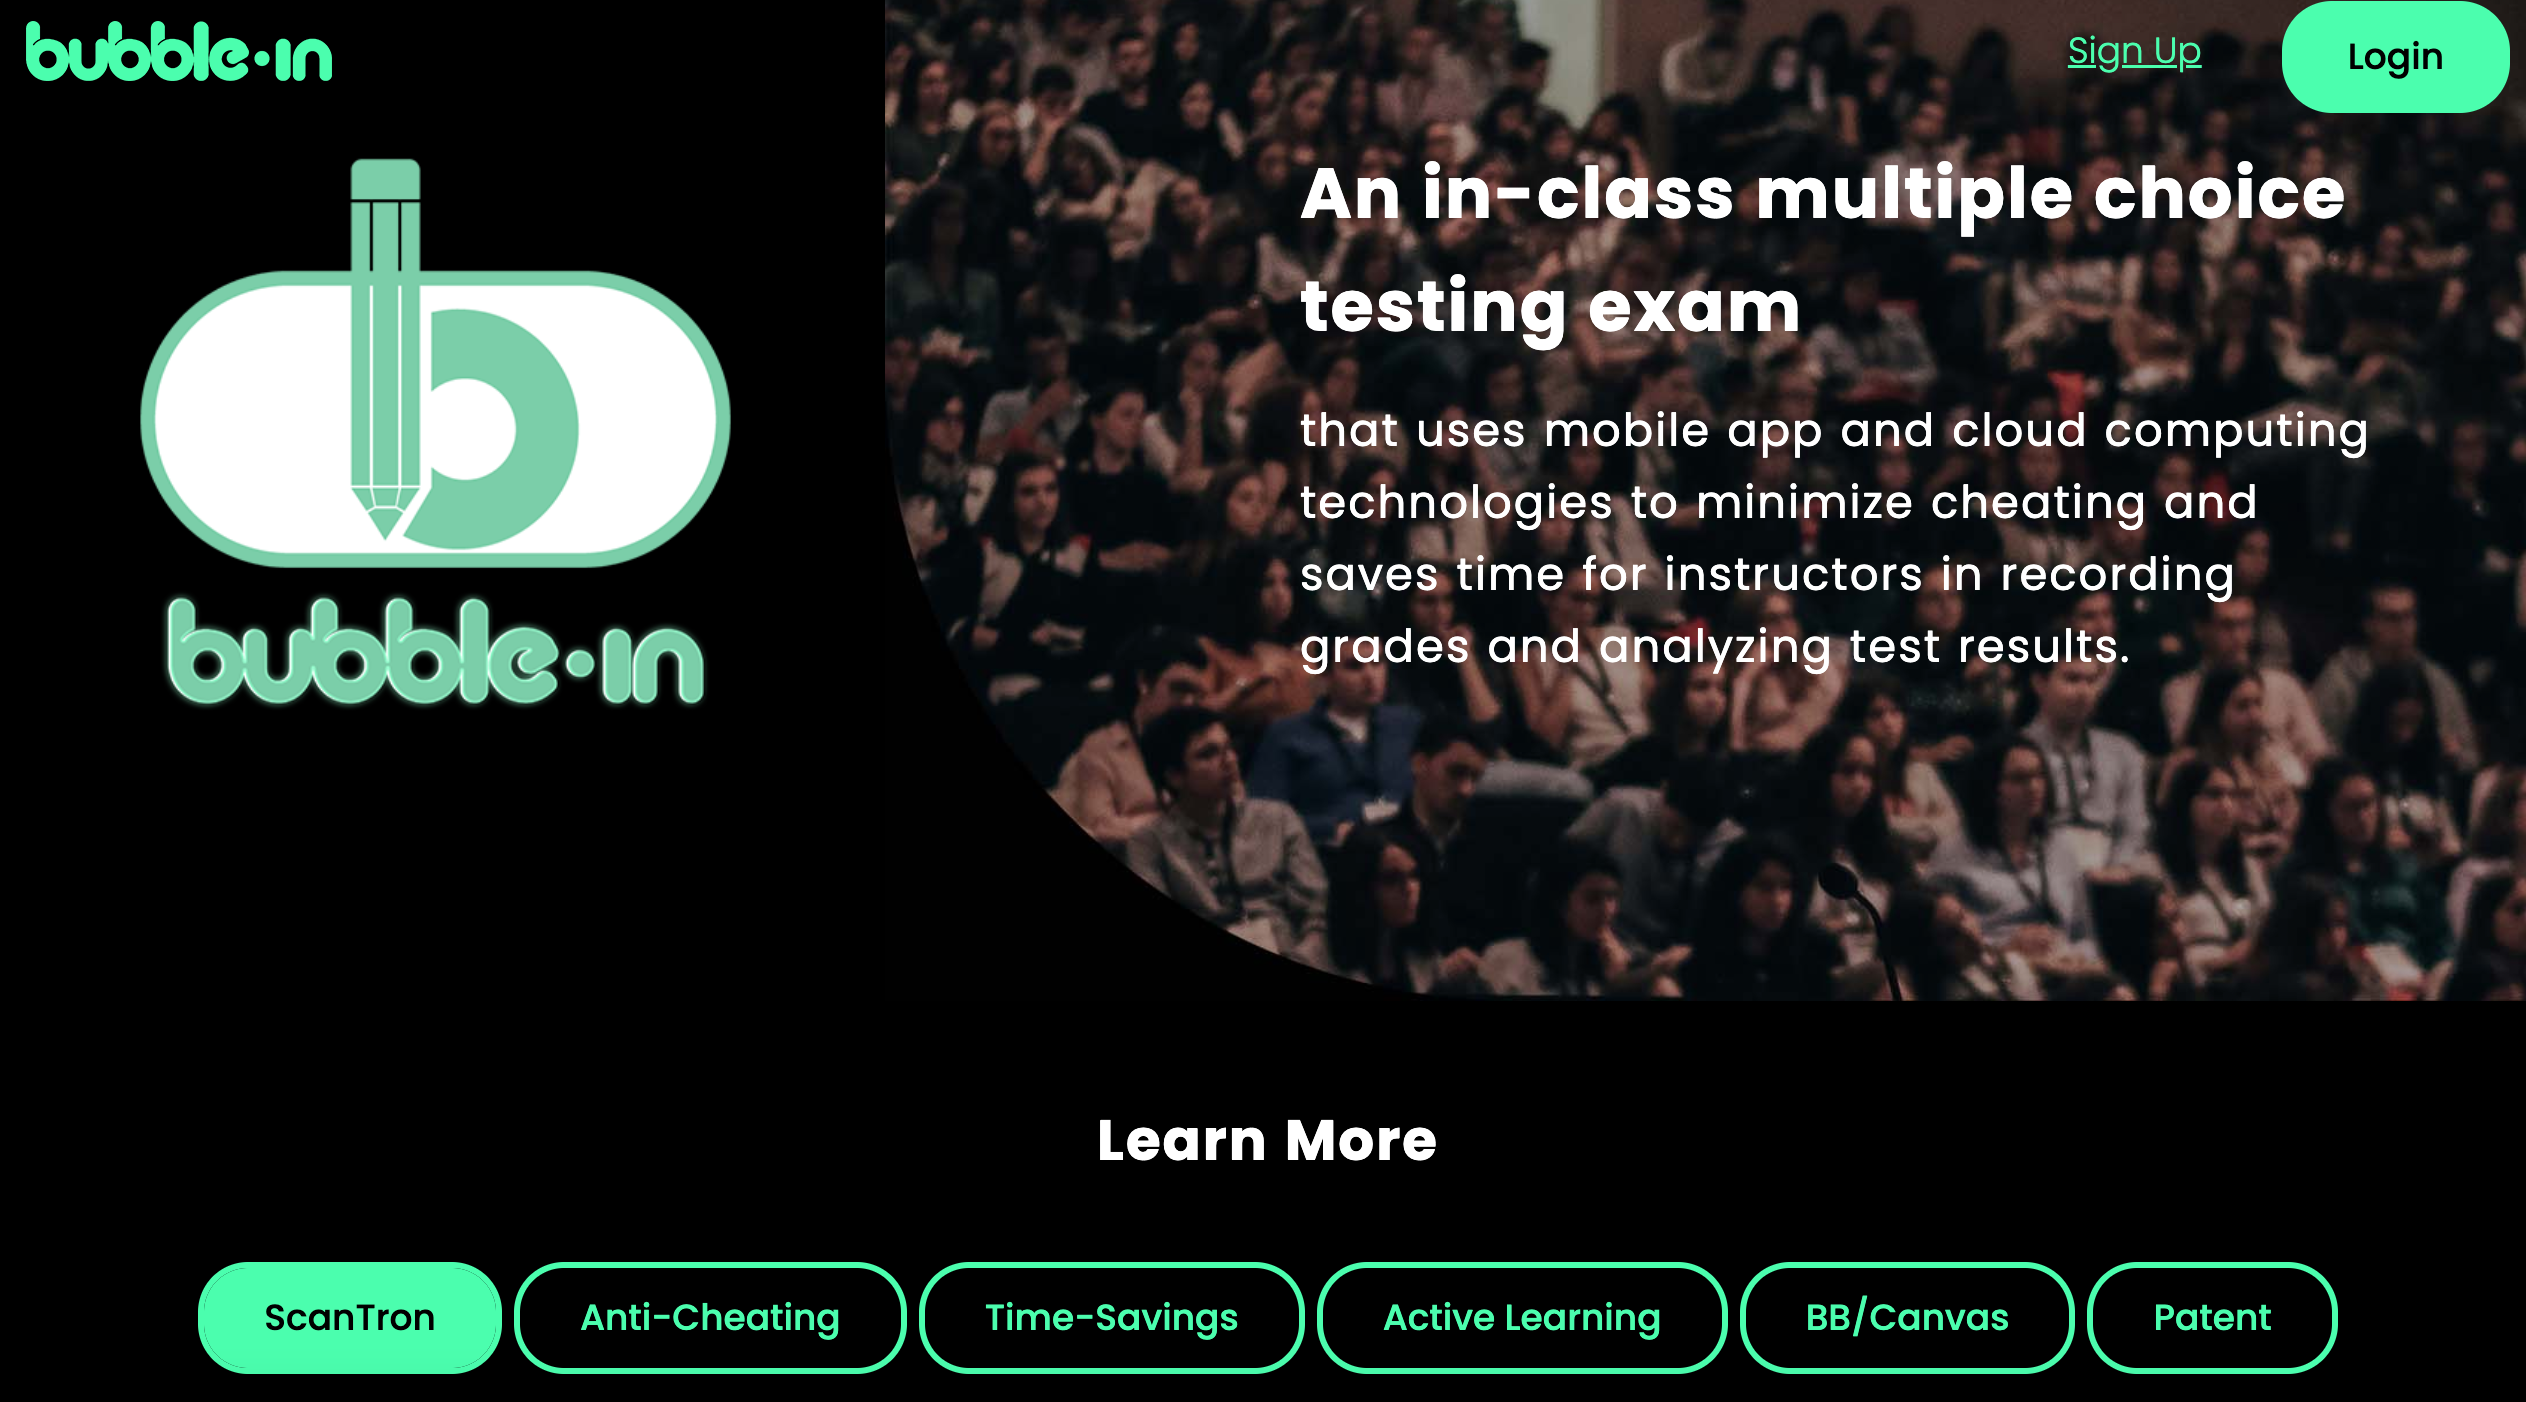 bubble•in
Sign Up
Login
An in-class multiple choice
testing exam
that uses mobile app and cloud computing
technologies to minimize cheating and
saves time for instructors in recording
grades and analyzing test results.
b
bubble•in
Learn More
ScanTron
Anti-Cheating
Time-Savings
Active Learning
BB/Canvas
Patent